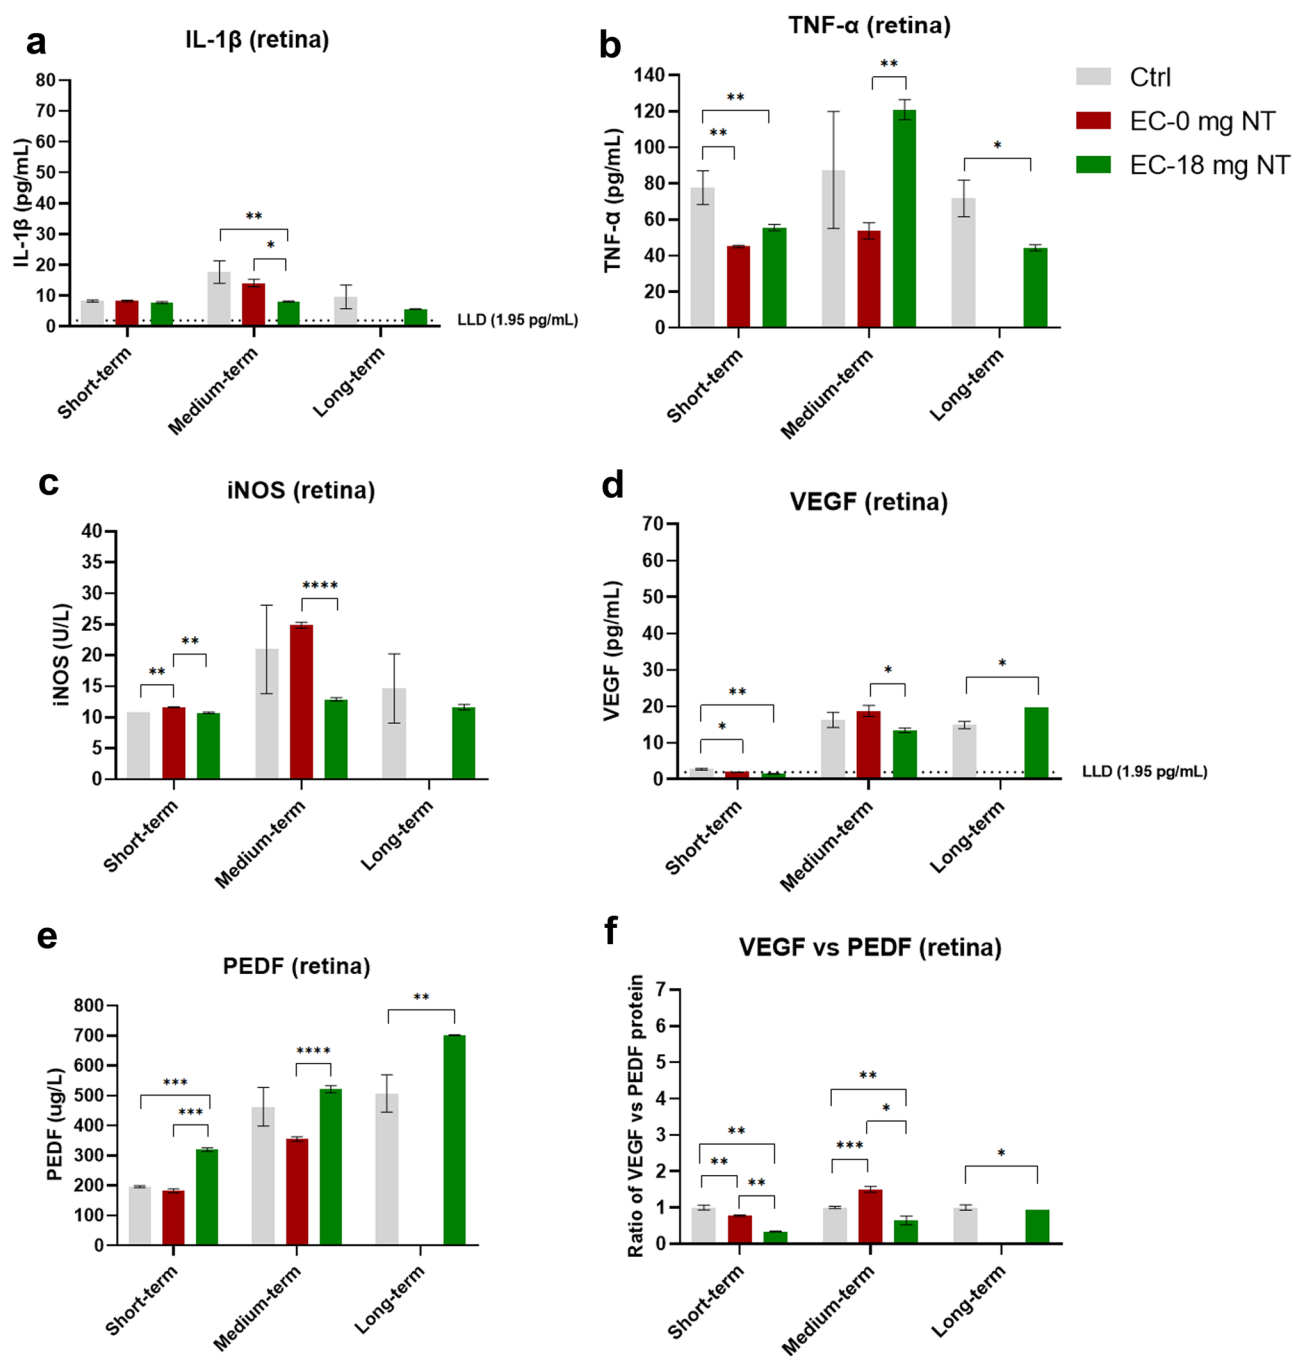 a
IL-1β (retina)
IL-1β (pg/mL)
80
70
60
50
40
30
20
10
0
**
*
LLD (1.95 pg/mL)
Short-term
Medium-term
Long-term
b
TNF-α (retina)
TNF-α (pg/mL)
140
120
100
80
60
40
20
0
**
**
**
*
Short-term
Medium-term
Long-term
Ctrl
EC-0 mg NT
EC-18 mg NT
c
iNOS (retina)
iNOS (U/L)
40
35
30
25
20
15
10
5
0
**
**
****
Short-term
Medium-term
Long-term
d
VEGF (retina)
VEGF (pg/mL)
70
60
50
40
30
20
10
0
**
*
*
*
LLD (1.95 pg/mL)
Short-term
Medium-term
Long-term
e
PEDF (retina)
PEDF (ug/L)
800
700
600
500
400
300
200
100
0
***
***
****
**
Short-term
Medium-term
Long-term
f
VEGF vs PEDF (retina)
Ratio of VEGF vs PEDF protein
7
6
5
4
3
2
1
0
**
**
**
**
*
***
*
Short-term
Medium-term
Long-term